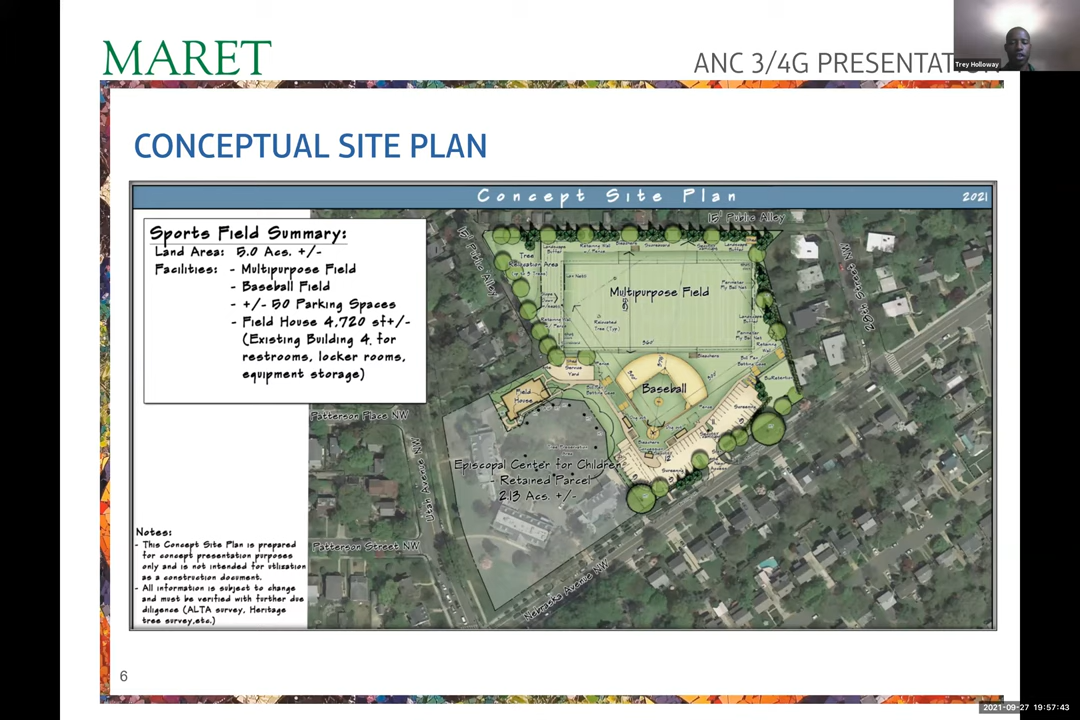 MARET
ANC 3/4G PRESENTATION
Trey Holloway
CONCEPTUAL SITE PLAN
Concept Site Plan
2021
Sports Field Summary:
Land Area: 5.0 Acs. +/-
Facilities: - Multipurpose Field
- Baseball Field
- +/- 50 Parking Spaces
- Field House 4,720 sf+/-
(Existing Building 4, for
restrooms, locker rooms,
equipment storage)
15' Public Alley
15' Public Alley
Multipurpose Field
28th Street NW
Baseball
Field
House
Patterson Place NW
Utah Avenue NW
Episcopal Center for Children
- Retained Parcel
2.13 Acs. +/-
Patterson Street NW
Nebraska Avenue NW
Notes:
- This Concept Site Plan is prepared
for concept presentation purposes
only and is not intended for utilization
as a construction document.
- All information is subject to change
and must be verified with further due
diligence (ALTA survey, Heritage
tree survey,etc.)
6
2021-09-27 19:57:43